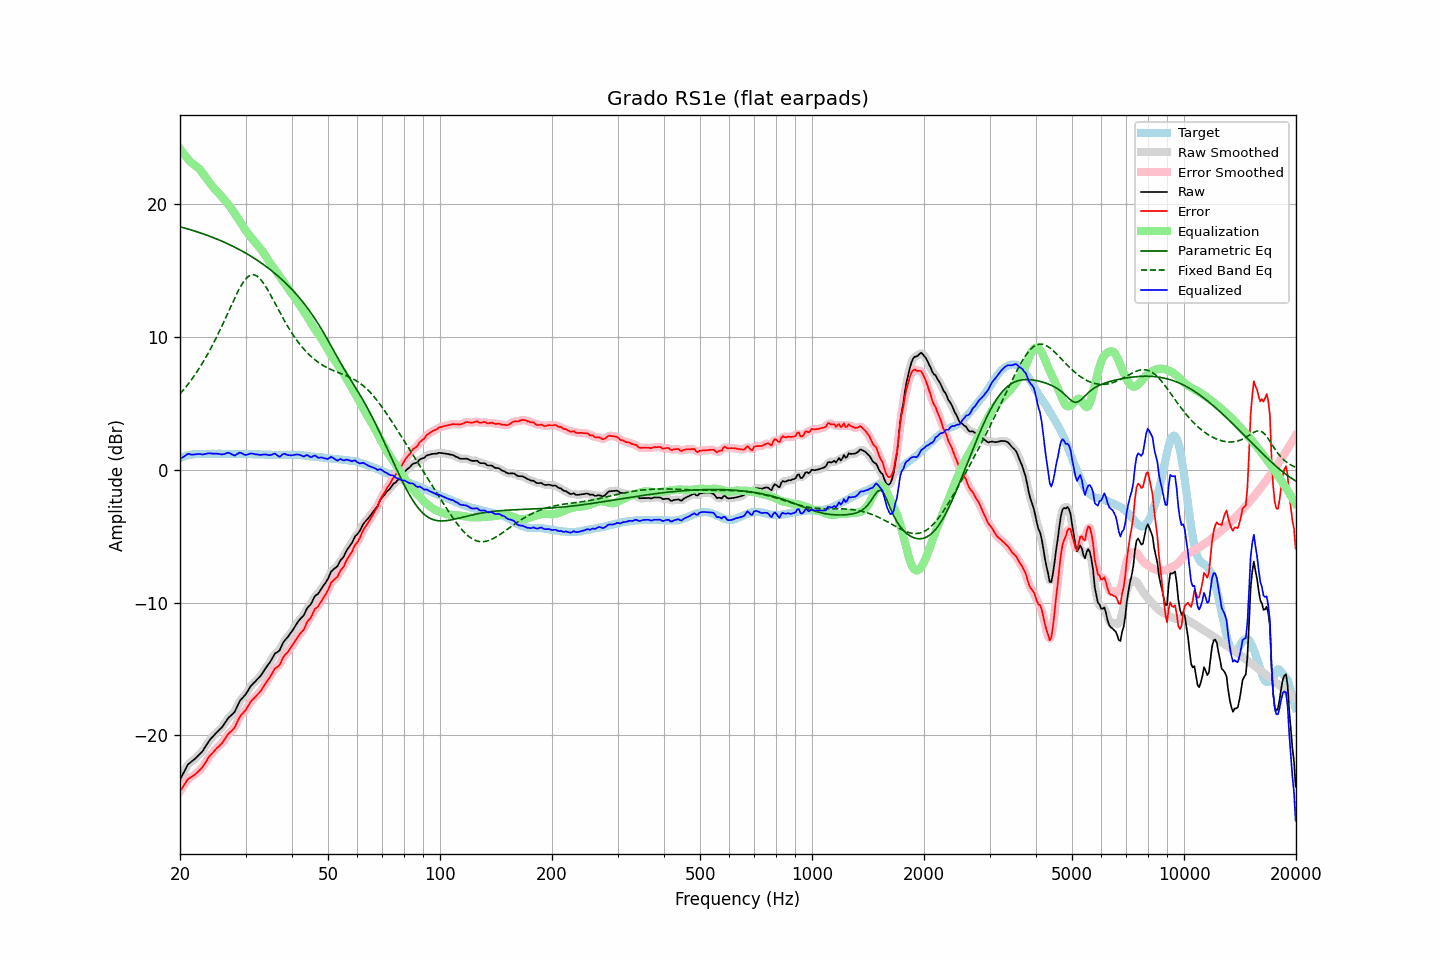 Grado RS1e (flat earpads)
Target
Raw Smoothed
Error Smoothed
Raw
Error
Equalization
Parametric Eq
Fixed Band Eq
Equalized
Amplitude (dBr)
20
10
0
−10
−20
20 50 100 200 500 1000 2000 5000 10000 20000
Frequency (Hz)